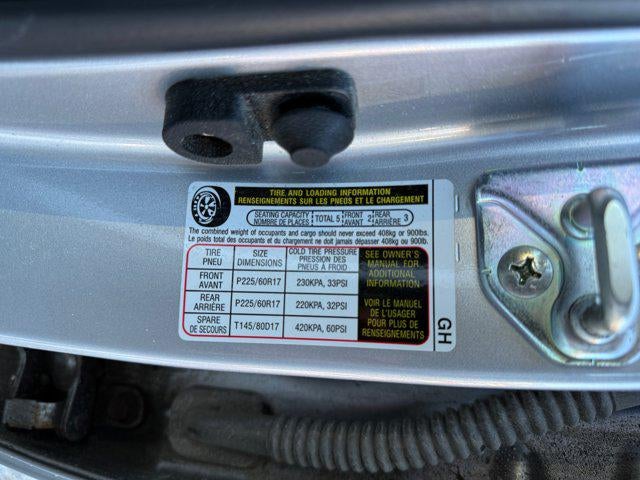 TIRE AND LOADING INFORMATION
RENSEIGNEMENTS SUR LES PNEUS ET LE CHARGEMENT
SEATING CAPACITY
NOMBRE DE PLACES
TOTAL 5
FRONT
AVANT
2
REAR
ARRIÈRE
3
The combined weight of occupants and cargo should never exceed 408kg or 900lbs.
Le poids total des occupants et du chargement ne doit jamais dépasser 408kg ou 900lb.
TIRE
PNEU
SIZE
DIMENSIONS
COLD TIRE PRESSURE
PRESSION DES
PNEUS À FROID
FRONT
AVANT
P225/60R17
230KPA, 33PSI
REAR
ARRIÈRE
P225/60R17
220KPA, 32PSI
SPARE
DE SECOURS
T145/80D17
420KPA, 60PSI
SEE OWNER'S
MANUAL FOR
ADDITIONAL
INFORMATION
VOIR LE MANUEL
DE L'USAGER
POUR PLUS DE
RENSEIGNEMENTS
GH